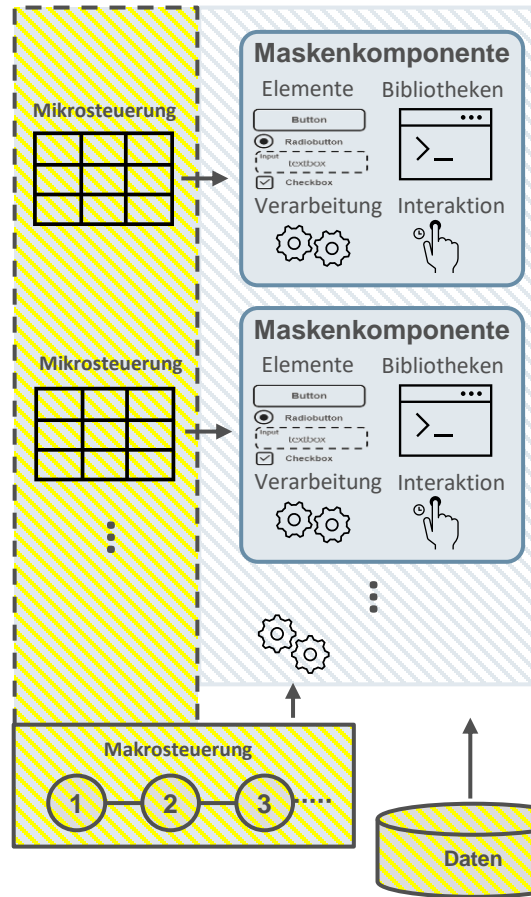 Maskenkomponente
Elemente Bibliotheken
Mikrosteuerung
Button
Radiobutton
Input
textbox
Checkbox
Verarbeitung Interaktion
Maskenkomponente
Elemente Bibliotheken
Mikrosteuerung
Button
Radiobutton
Input
textbox
Checkbox
Verarbeitung Interaktion
Makrosteuerung
1 2 3
Daten